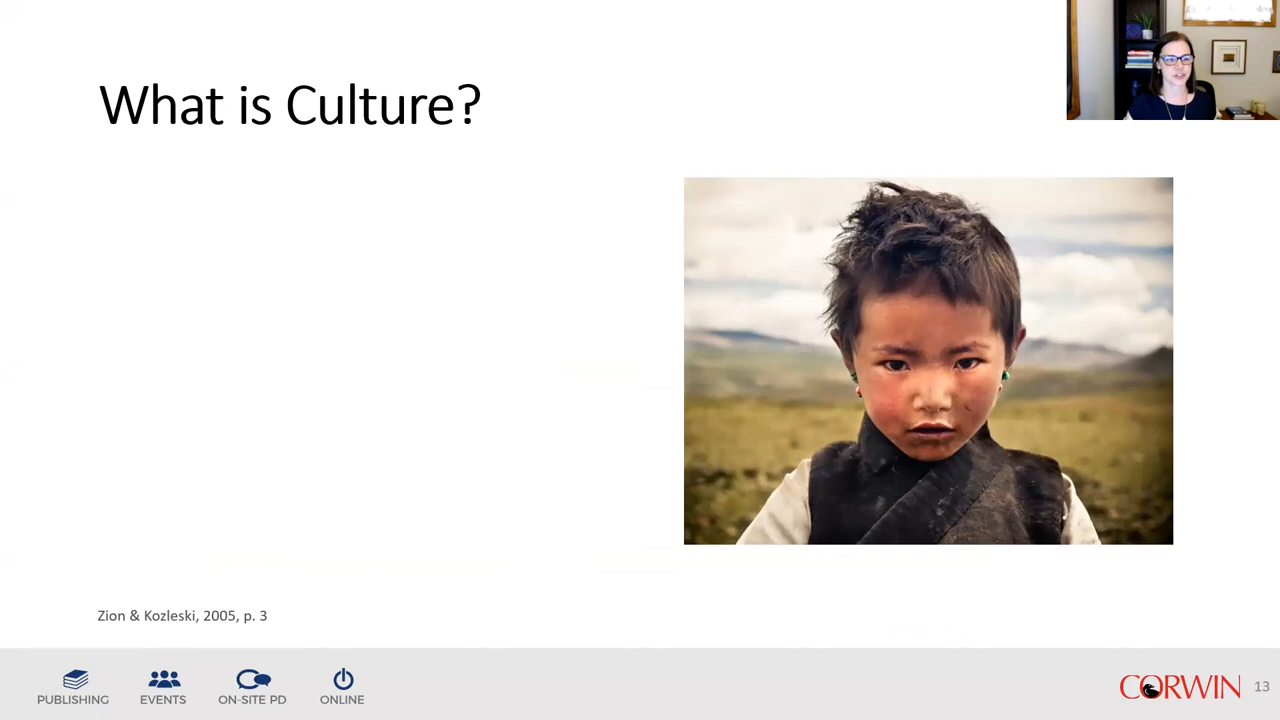 What is Culture?
Zion & Kozleski, 2005, p. 3
PUBLISHING
EVENTS
ON-SITE PD
ONLINE
CORWIN
13